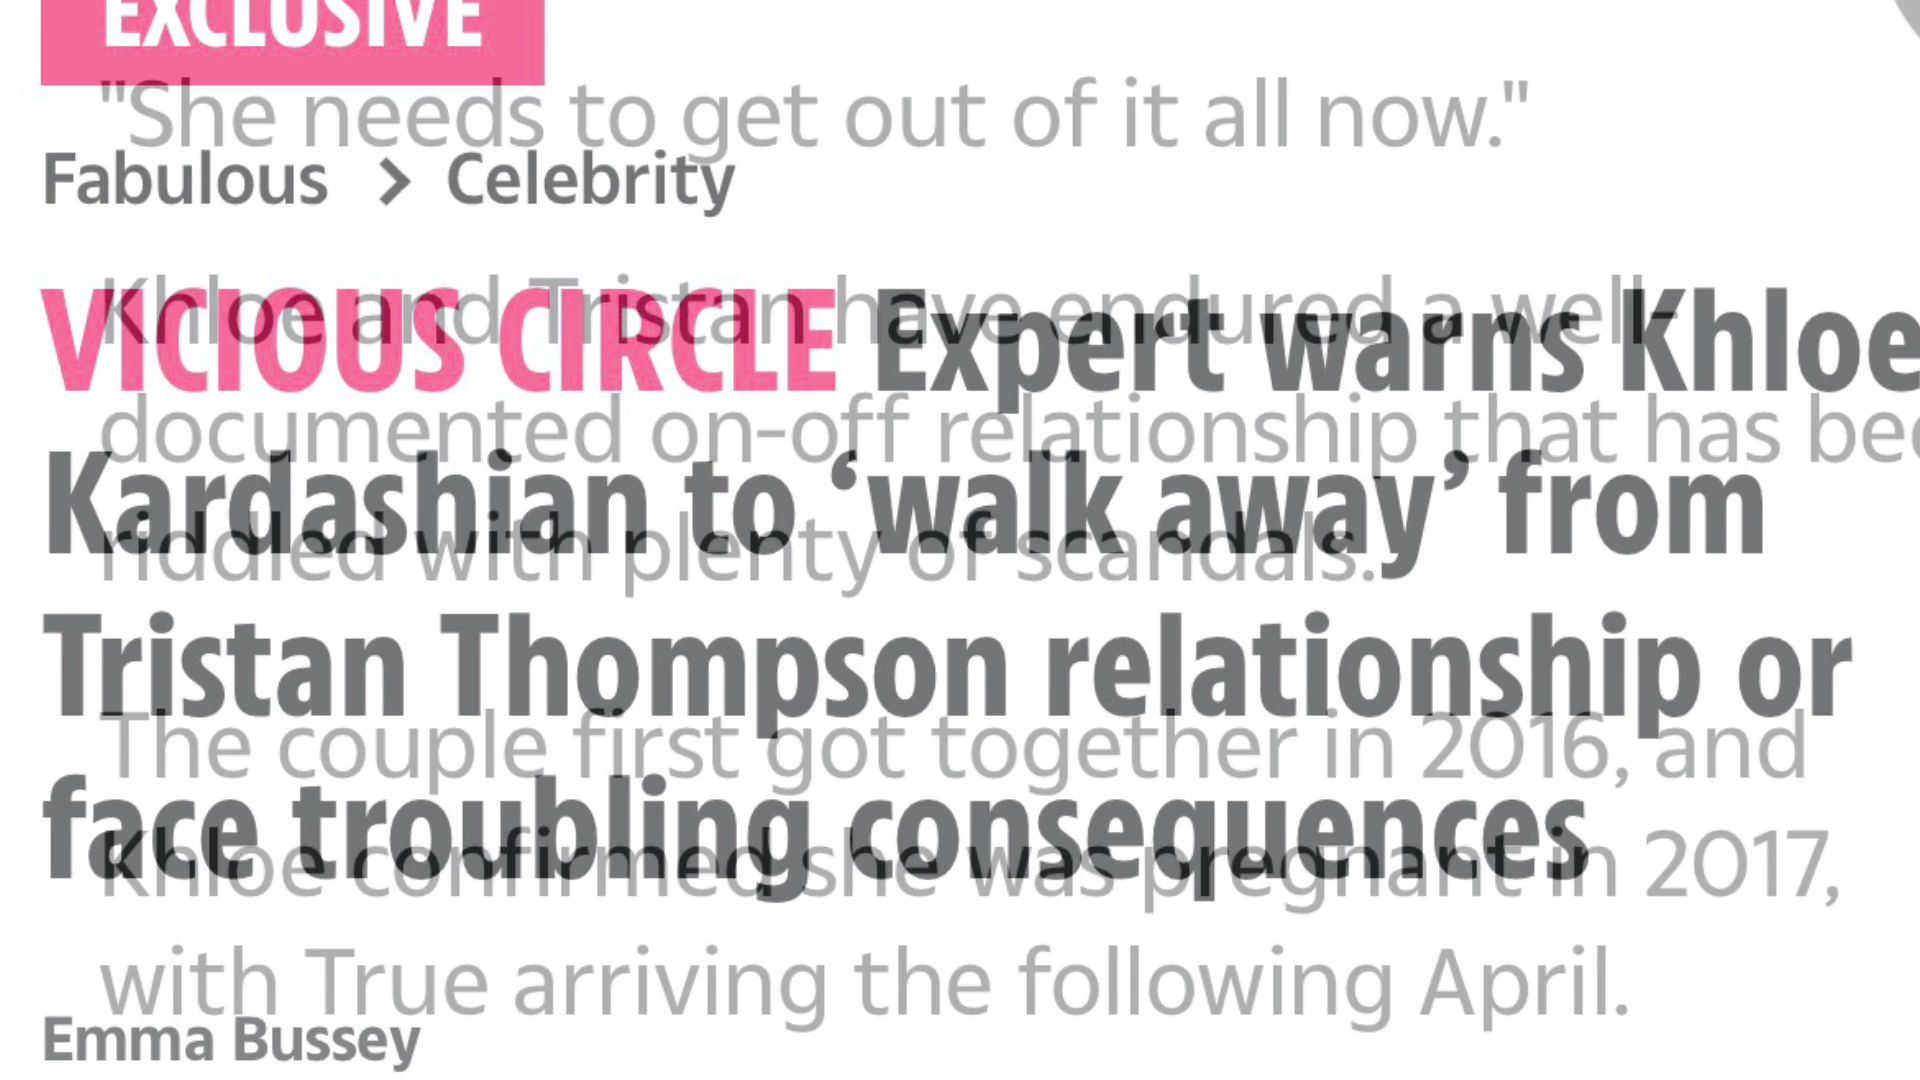 EXCLUSIVE
"She needs to get out of it all now."
Fabulous > Celebrity
Khloe and Tristan have endured a well
VICIOUS CIRCLE Expert warns Khloe
documented on-off relationship that has bee
Kardashian to ‘walk away’ from
riddled with plenty of scandals.
Tristan Thompson relationship or
The couple first got together in 2016, and
face troubling consequences
Khloe confirmed she was pregnant in 2017,
with True arriving the following April.
Emma Bussey